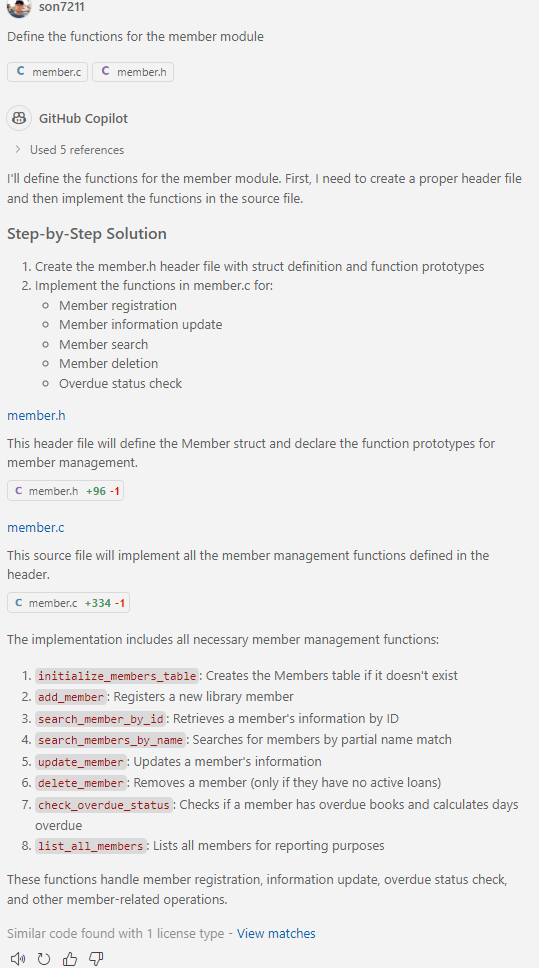 son7211
Define the functions for the member module
C member.c C member.h
GitHub Copilot
Used 5 references
I'll define the functions for the member module. First, I need to create a proper header file
and then implement the functions in the source file.
Step-by-Step Solution
1. Create the member.h header file with struct definition and function prototypes
2. Implement the functions in member.c for:
Member registration
Member information update
Member search
Member deletion
Overdue status check
member.h
This header file will define the Member struct and declare the function prototypes for
member management.
C member.h +96 -1
member.c
This source file will implement all the member management functions defined in the
header.
C member.c +334 -1
The implementation includes all necessary member management functions:
1. initialize_members_table: Creates the Members table if it doesn't exist
2. add_member: Registers a new library member
3. search_member_by_id: Retrieves a member's information by ID
4. search_members_by_name: Searches for members by partial name match
5. update_member: Updates a member's information
6. delete_member: Removes a member (only if they have no active loans)
7. check_overdue_status: Checks if a member has overdue books and calculates days
overdue
8. list_all_members: Lists all members for reporting purposes
These functions handle member registration, information update, overdue status check,
and other member-related operations.
Similar code found with 1 license type - View matches